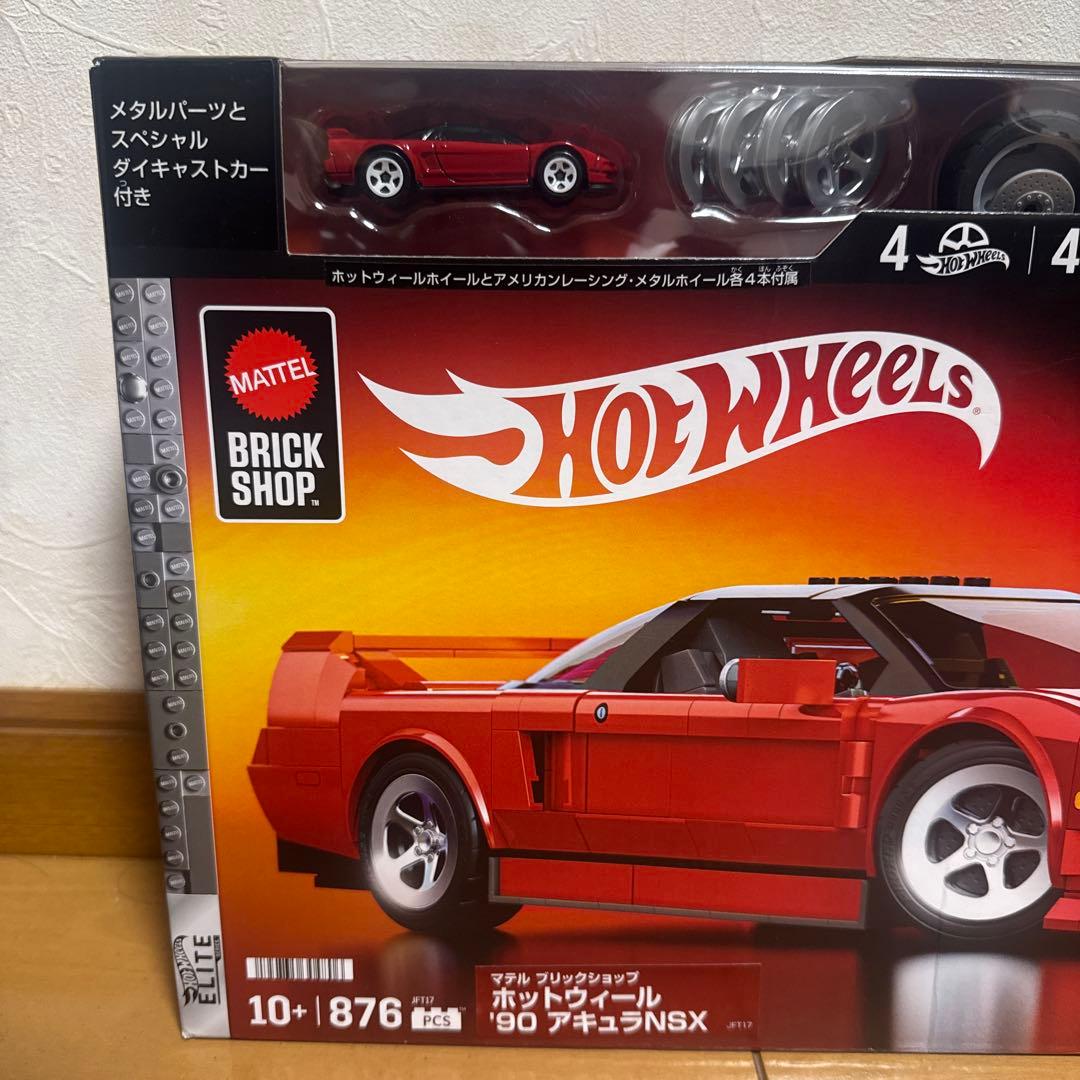 メタルパーツと
スペシャル
ダイキャストカー
付き
4 HOT WHEELS | 4
ホットウィールホイールとアメリカンレーシング・メタルホイール各4本付属
MATTEL
BRICK
SHOP™
HOT WHEELS®
HOT WHEELS
ELITE
SERIES
10+ | 876 JFT17 PCS
マテル ブリックショップ
ホットウィール
'90 アキュラNSX
JFT17